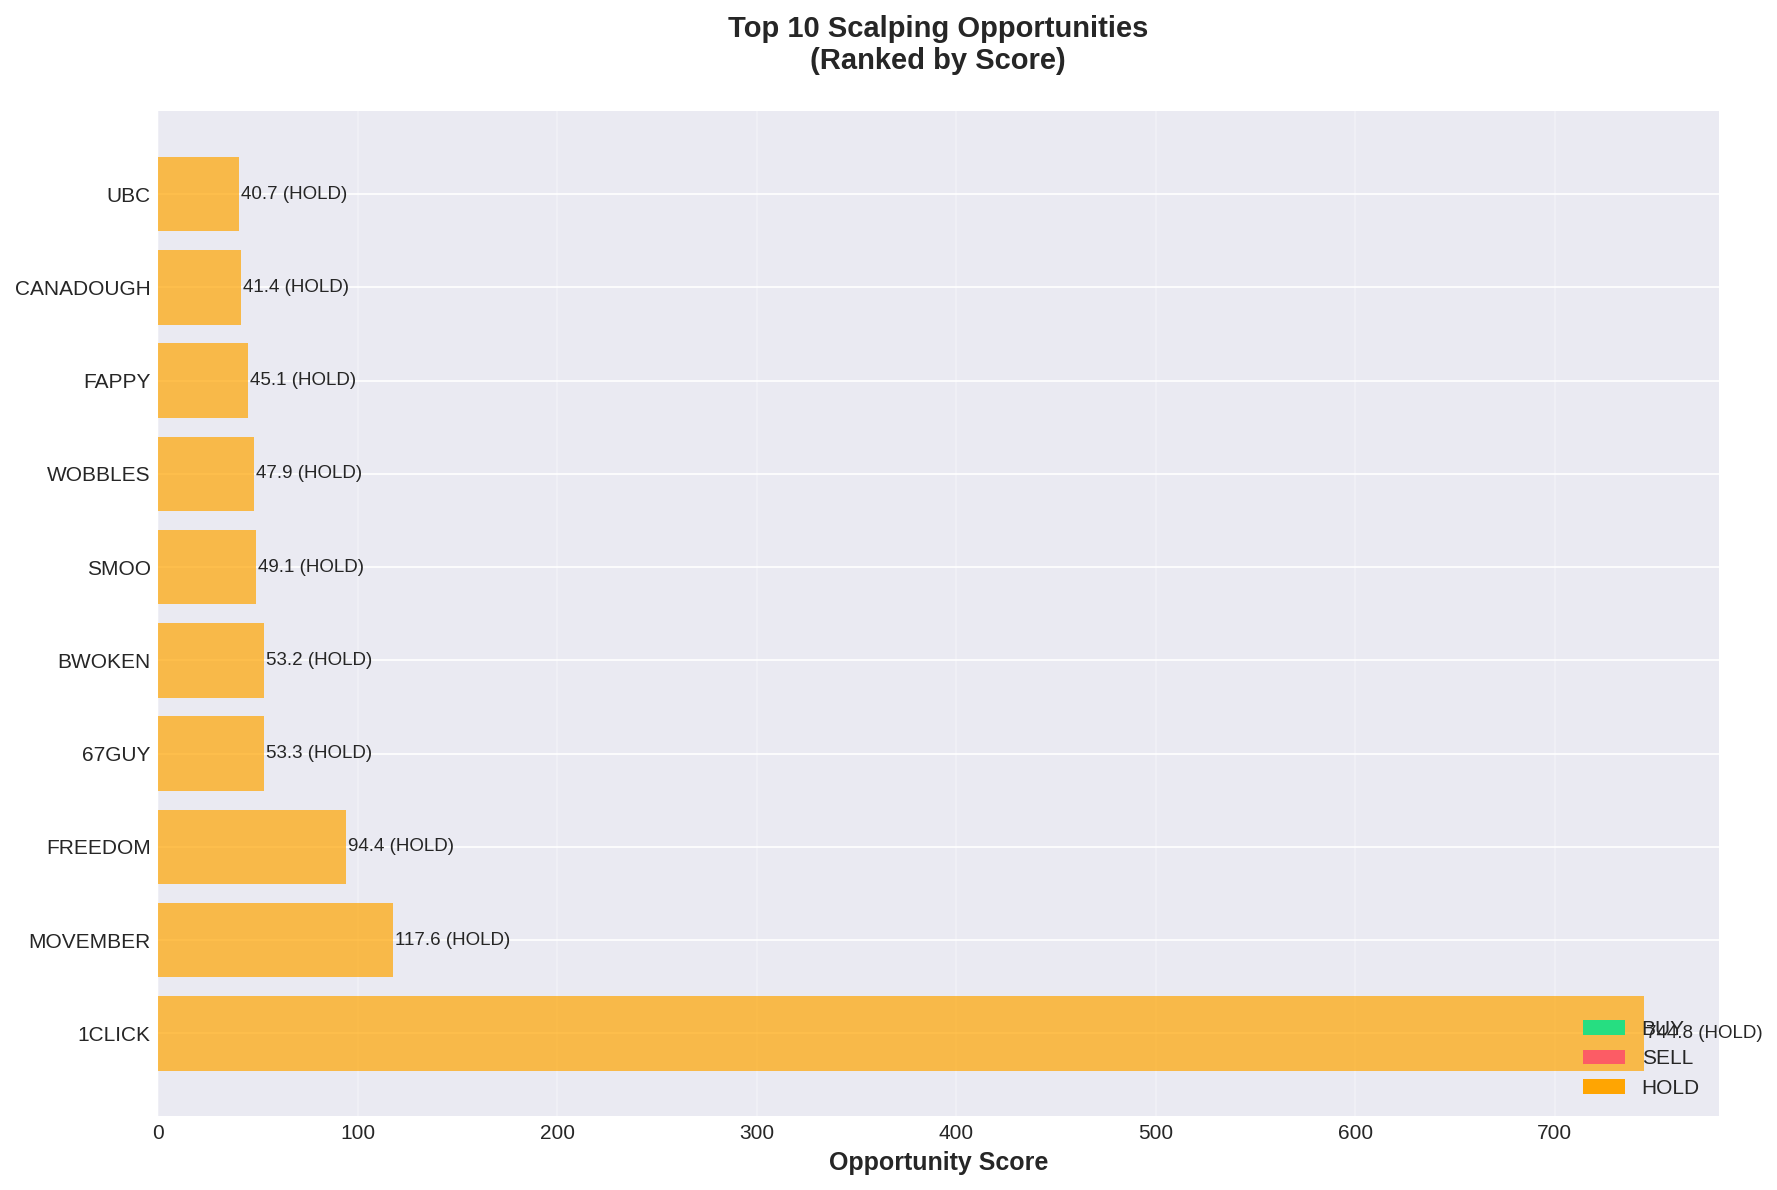 Top 10 Scalping Opportunities
(Ranked by Score)
UBC
40.7 (HOLD)
CANADOUGH
41.4 (HOLD)
FAPPY
45.1 (HOLD)
WOBBLES
47.9 (HOLD)
SMOO
49.1 (HOLD)
BWOKEN
53.2 (HOLD)
67GUY
53.3 (HOLD)
FREEDOM
94.4 (HOLD)
MOVEMBER
117.6 (HOLD)
1CLICK
744.8 (HOLD)
BUY
SELL
HOLD
0 100 200 300 400 500 600 700
Opportunity Score